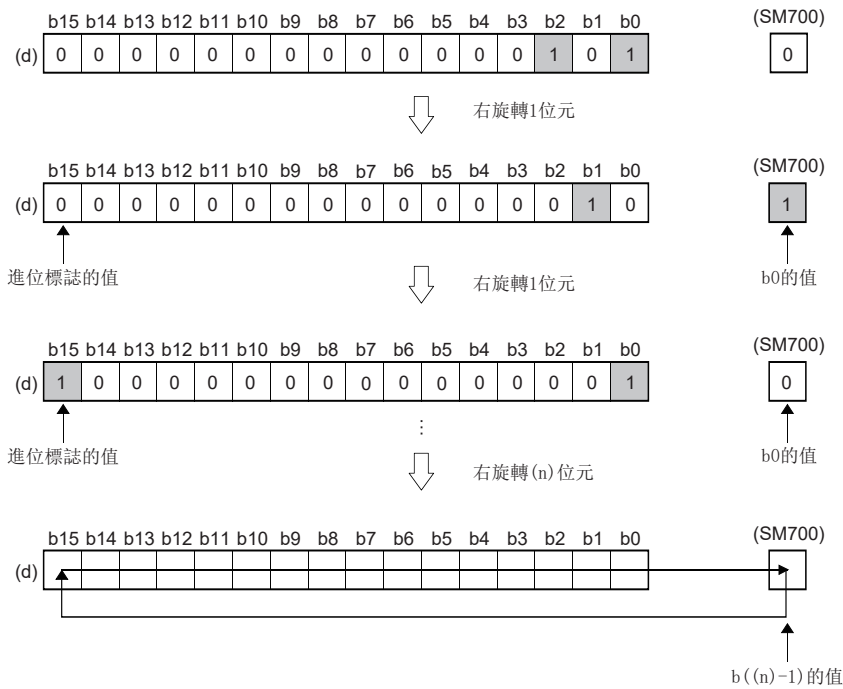 b15 b14 b13 b12 b11 b10 b9 b8 b7 b6 b5 b4 b3 b2 b1 b0 (SM700)
(d) 0 0 0 0 0 0 0 0 0 0 0 0 0 1 0 1 0
右旋轉1位元
b15 b14 b13 b12 b11 b10 b9 b8 b7 b6 b5 b4 b3 b2 b1 b0 (SM700)
(d) 0 0 0 0 0 0 0 0 0 0 0 0 0 0 1 0 1
進位標誌的值 b0的值
右旋轉1位元
b15 b14 b13 b12 b11 b10 b9 b8 b7 b6 b5 b4 b3 b2 b1 b0 (SM700)
(d) 1 0 0 0 0 0 0 0 0 0 0 0 0 0 0 1 0
進位標誌的值 b0的值
⋮
右旋轉(n)位元
b15 b14 b13 b12 b11 b10 b9 b8 b7 b6 b5 b4 b3 b2 b1 b0 (SM700)
(d)
b((n)-1)的值